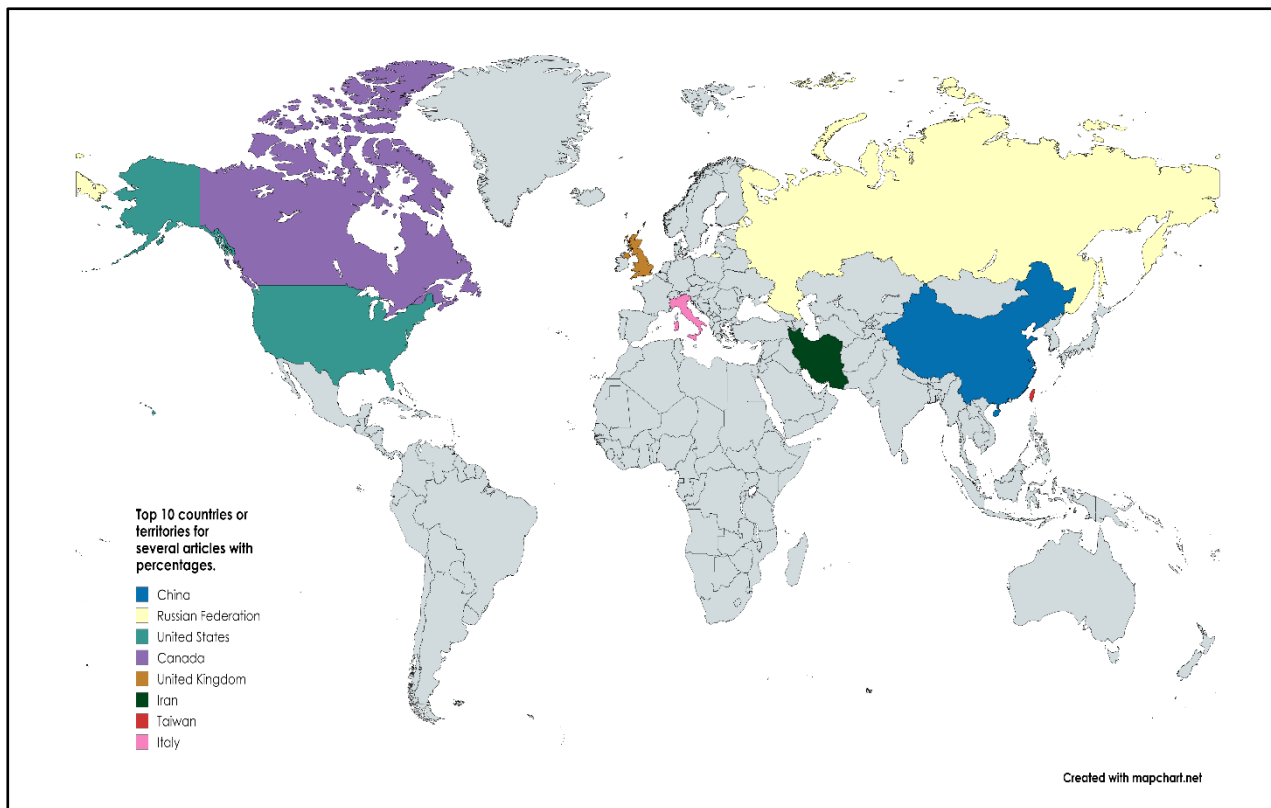 Top 10 countries or
territories for
several articles with
percentages.
China
Russian Federation
United States
Canada
United Kingdom
Iran
Taiwan
Italy
Created with mapchart.net